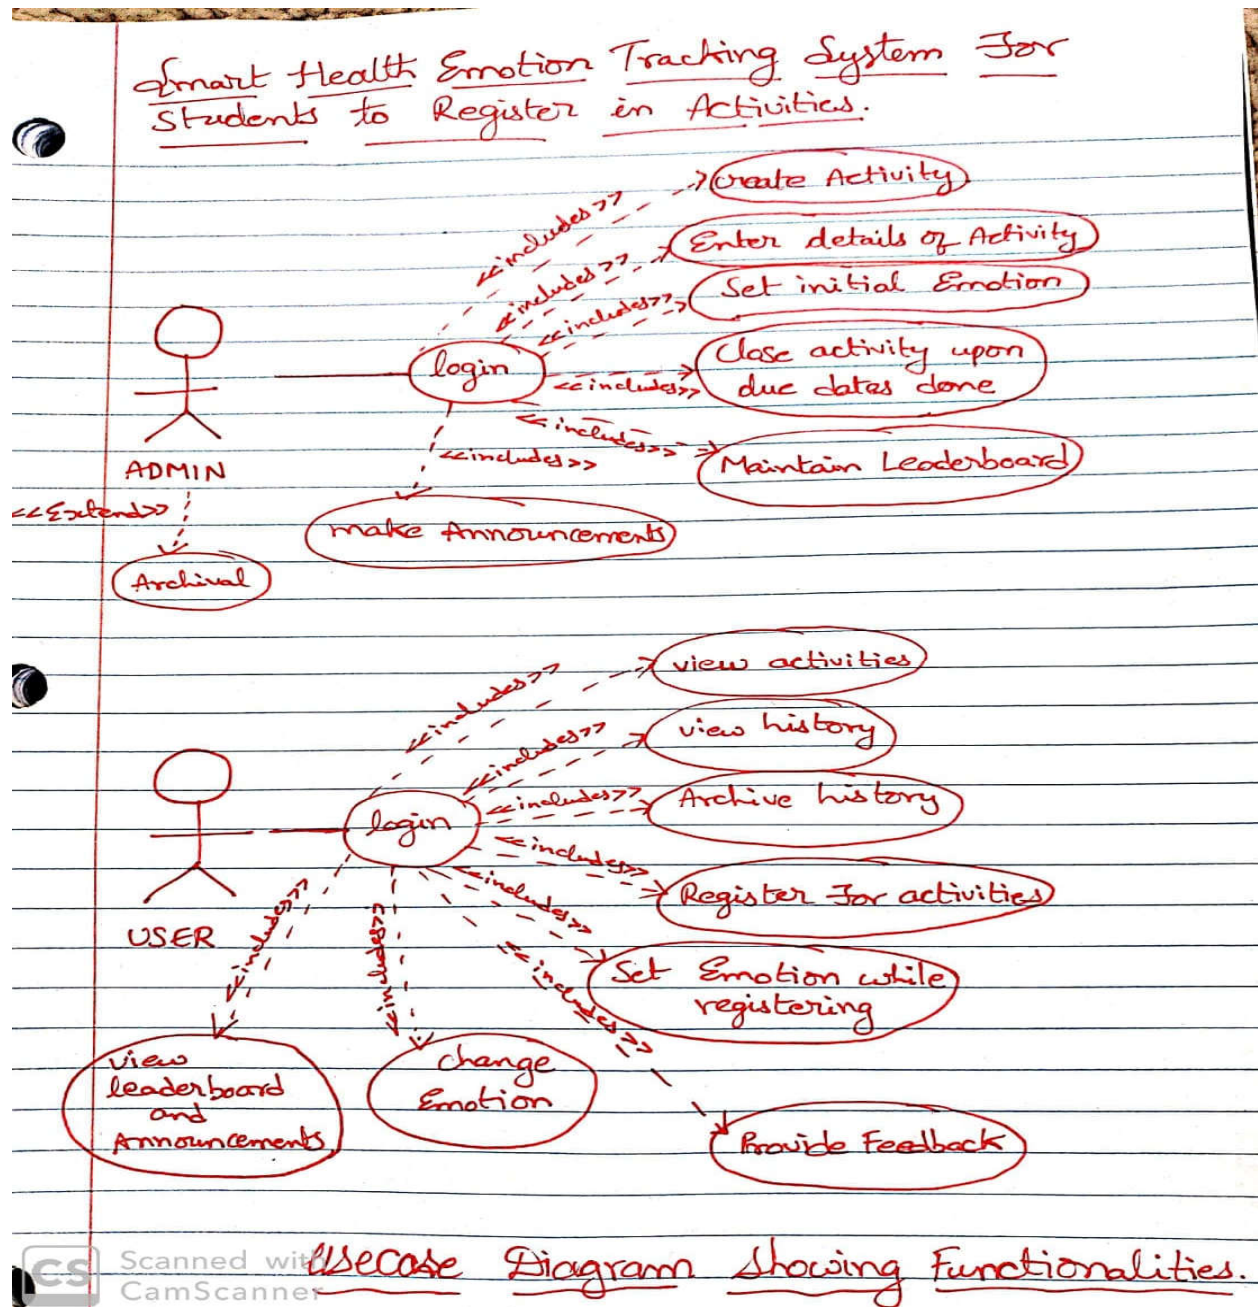 Smart Health Emotion Tracking System For
Students to Register in Activities.
<<includes>>
Create Activity
<<includes>>
Enter details of Activity
<<includes>>
Set initial Emotion
login
<<includes>>
Close activity upon
due dates done
<<includes>>
Maintain Leaderboard
<<includes>>
ADMIN
<<Extend>>
make Announcements
Archival
<<includes>>
view activities
<<includes>>
view history
<<includes>>
Archive history
login
<<includes>>
Register For activities
USER
<<includes>>
Set Emotion while
registering
<<includes>>
<<includes>>
<<includes>>
view
leaderboard
and
Announcements
change
Emotion
Provide Feedback
Usecase Diagram showing Functionalities.
CS
Scanned with
CamScanner